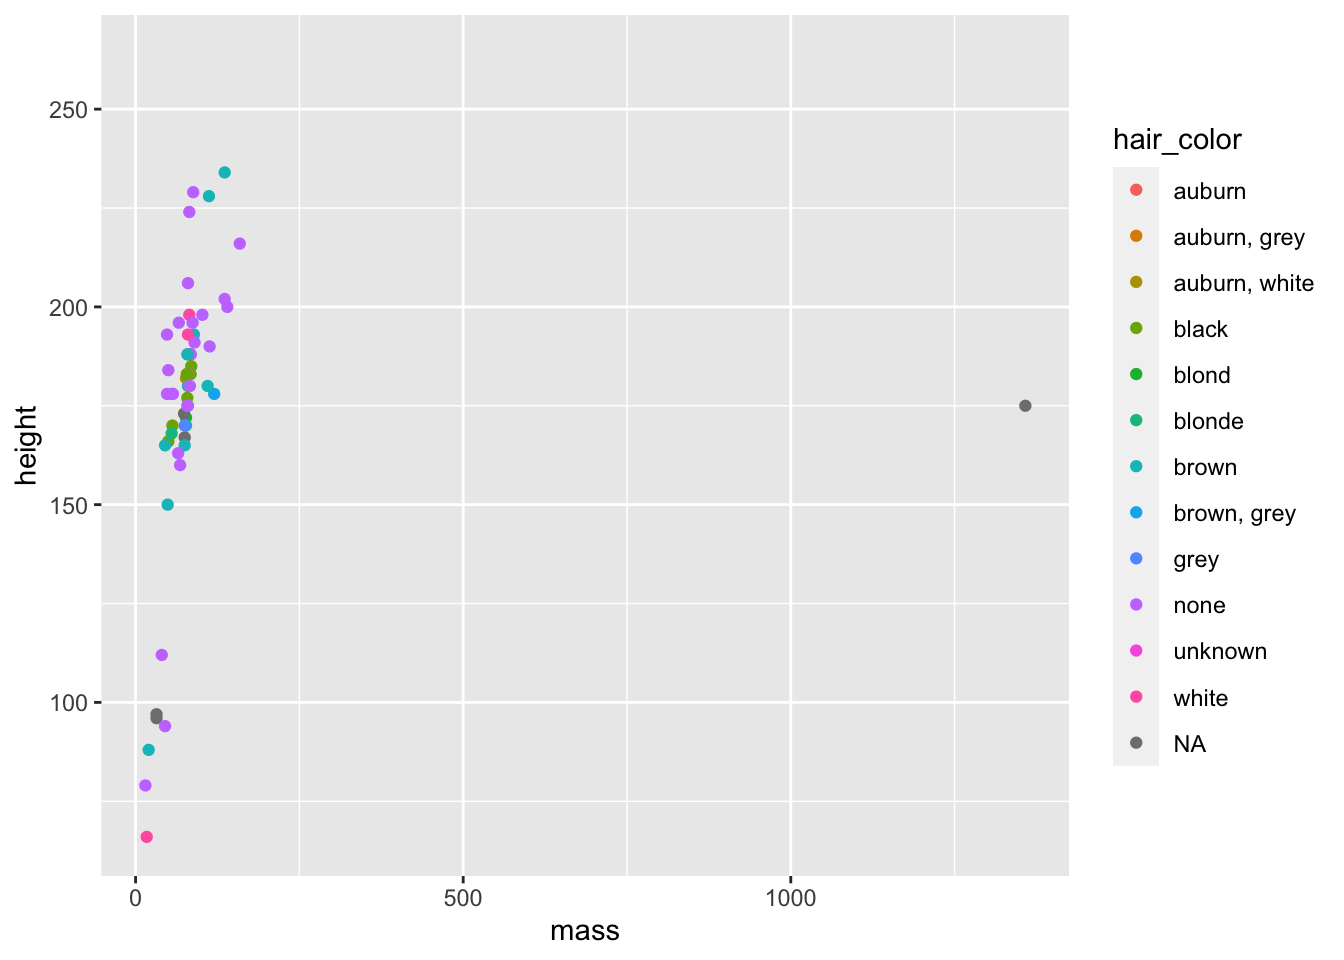 250
200
150
100
height
0
500
1000
mass
hair_color
auburn
auburn, grey
auburn, white
black
blond
blonde
brown
brown, grey
grey
none
unknown
white
NA